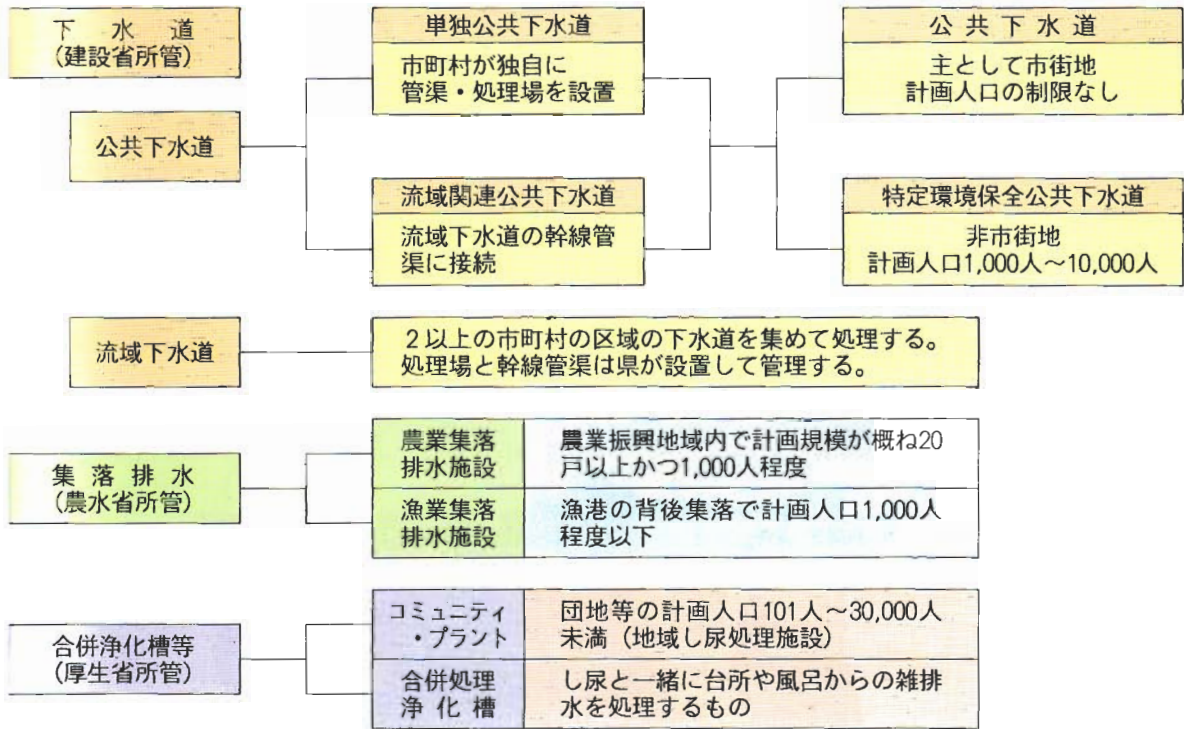 下水道
(建設省所管)
公共下水道
単独公共下水道
市町村が独自に
管渠・処理場を設置
流域関連公共下水道
流域下水道の幹線管
渠に接続
公共下水道
主として市街地
計画人口の制限なし
特定環境保全公共下水道
非市街地
計画人口1,000人〜10,000人
流域下水道
2以上の市町村の区域の下水道を集めて処理する。
処理場と幹線管渠は県が設置して管理する。
集落排水
(農水省所管)
農業集落
排水施設
農業振興地域内で計画規模が概ね20
戸以上かつ1,000人程度
漁業集落
排水施設
漁港の背後集落で計画人口1,000人
程度以下
合併浄化槽等
(厚生省所管)
コミュニティ
・プラント
団地等の計画人口101人〜30,000人
未満(地域し尿処理施設)
合併処理
浄化槽
し尿と一緒に台所や風呂からの雑排
水を処理するもの